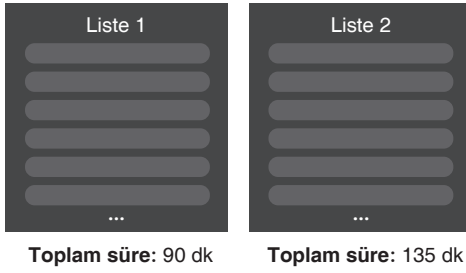 Liste 1
...
Toplam süre: 90 dk
Liste 2
...
Toplam süre: 135 dk